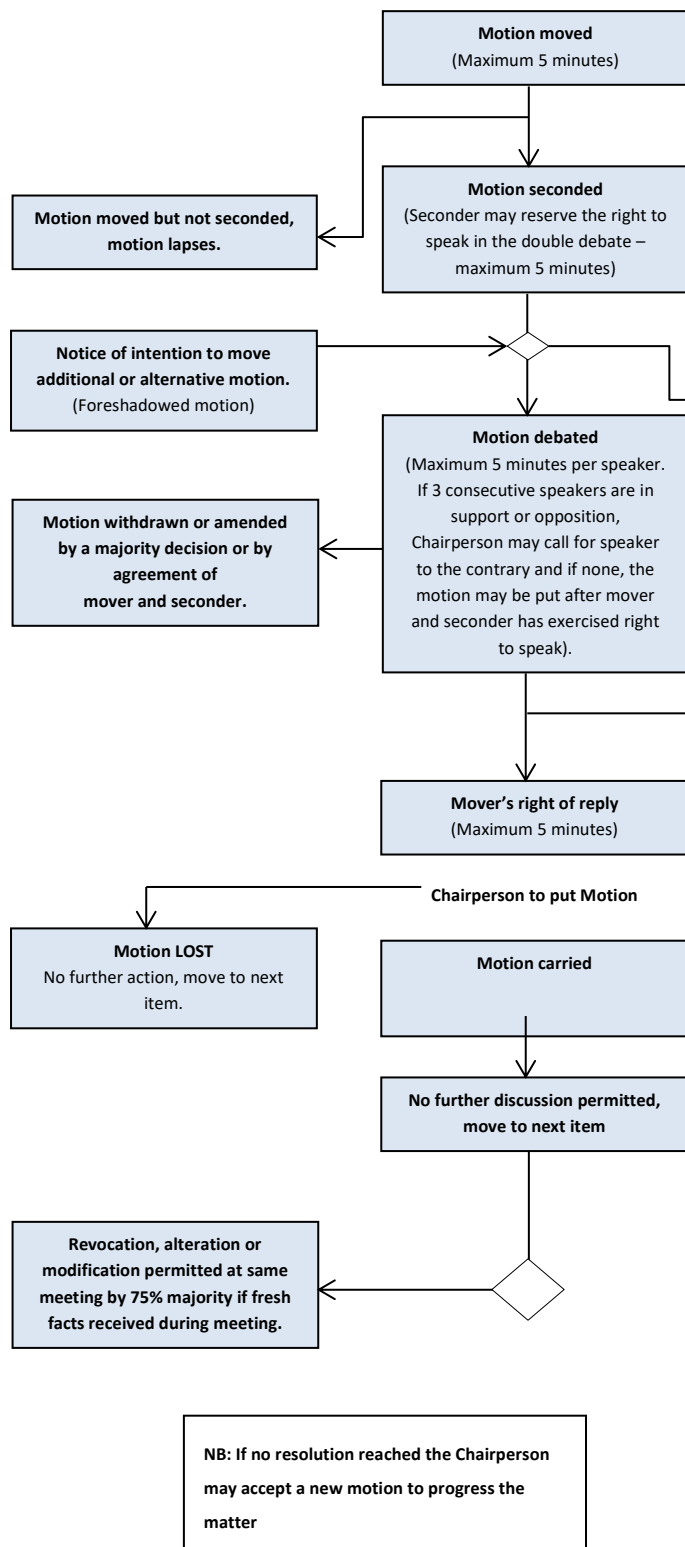 Motion moved
(Maximum 5 minutes)
Motion seconded
(Seconder may reserve the right to
speak in the double debate –
maximum 5 minutes)
Motion moved but not seconded,
motion lapses.
Notice of intention to move
additional or alternative motion.
(Foreshadowed motion)
Motion debated
(Maximum 5 minutes per speaker.
If 3 consecutive speakers are in
support or opposition,
Chairperson may call for speaker
to the contrary and if none, the
motion may be put after mover
and seconder has exercised right
to speak).
Motion withdrawn or amended
by a majority decision or by
agreement of
mover and seconder.
Mover’s right of reply
(Maximum 5 minutes)
Chairperson to put Motion
Motion LOST
No further action, move to next
item.
Motion carried
No further discussion permitted,
move to next item
Revocation, alteration or
modification permitted at same
meeting by 75% majority if fresh
facts received during meeting.
NB: If no resolution reached the Chairperson
may accept a new motion to progress the
matter